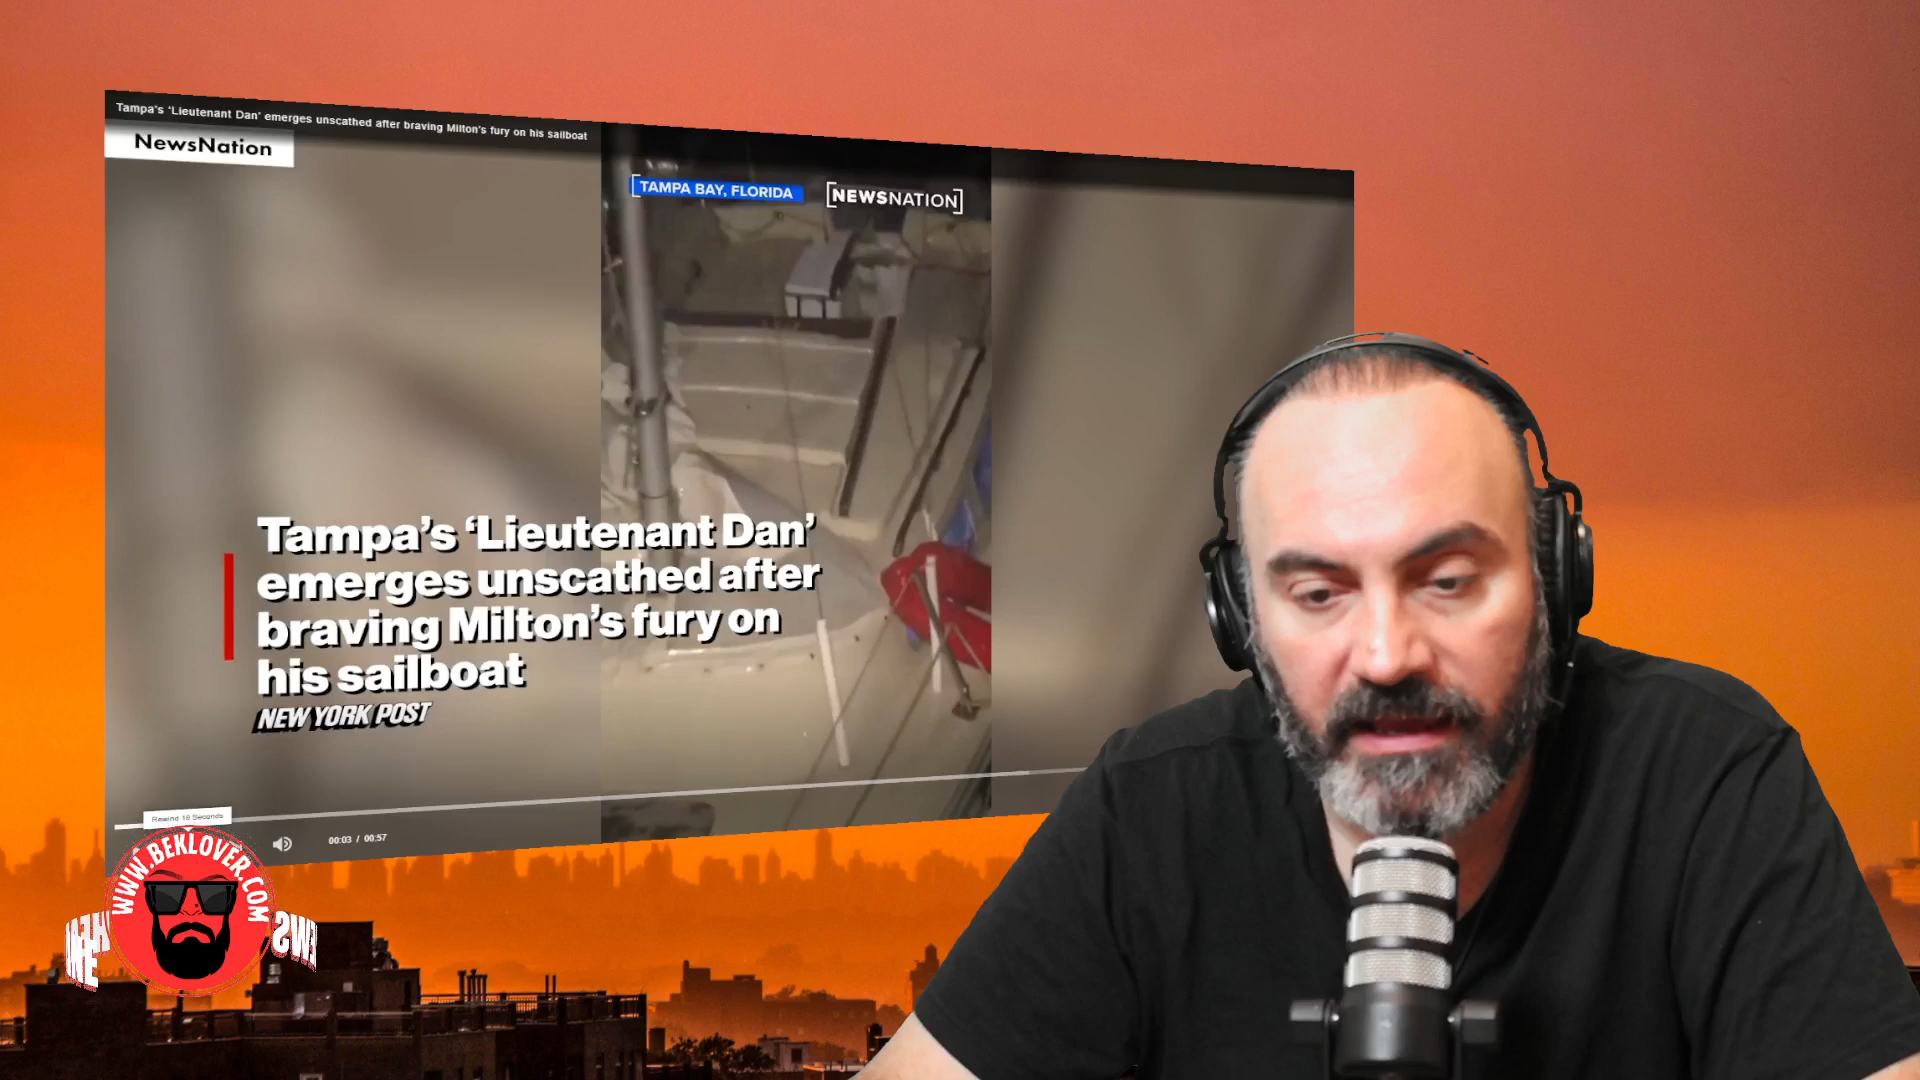 Tampa's 'Lieutenant Dan' emerges unscathed after braving Milton's fury on his sailboat
NewsNation
TAMPA BAY, FLORIDA
NEWSNATION
Tampa's 'Lieutenant Dan'
emerges unscathed after
braving Milton's fury on
his sailboat
NEW YORK POST
Rewind 10 Seconds
00:03 / 00:57
WWW.BEKLOVER.COM